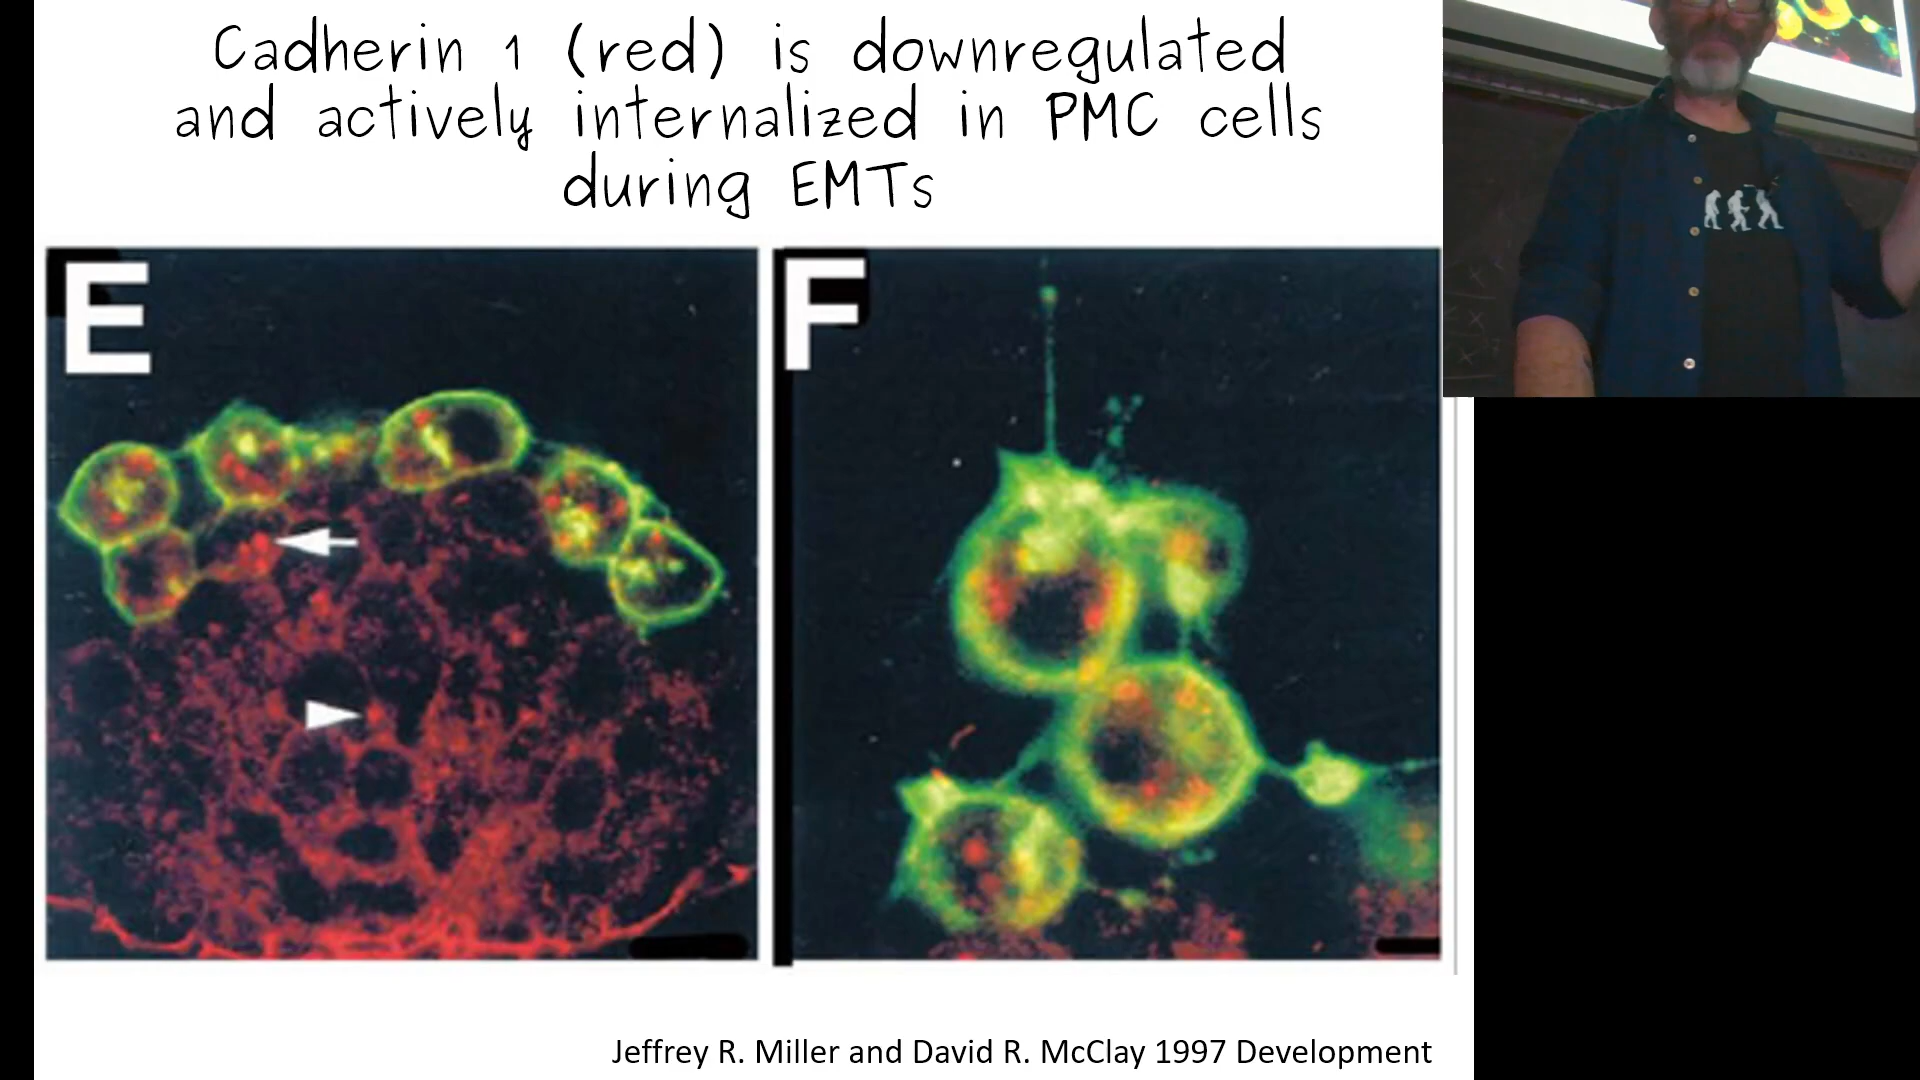 Cadherin 1 (red) is downregulated
and actively internalized in PMC cells
during EMTs
E
F
Jeffrey R. Miller and David R. McClay 1997 Development